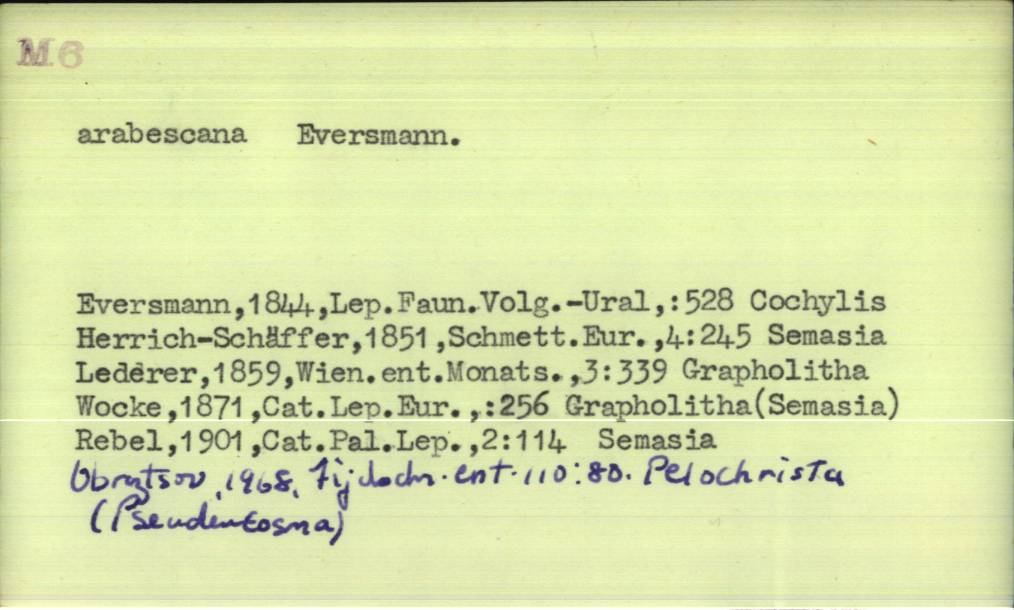 M6
arabescana Eversmann.
Eversmann,1844,Lep.Faun.Volg.-Ural,:528 Cochylis
Herrich-Schäffer,1851,Schmett.Eur.,4:245 Semasia
Lederer,1859,Wien.ent.Monats.,3:339 Grapholitha
Wocke,1871,Cat.Lep.Eur.,:256 Grapholitha(Semasia)
Rebel,1901,Cat.Pal.Lep.,2:114 Semasia
Obraztsov, 1968, Tijdschr. ent. 110:80. Pelochrista
(Pseudeucosma)